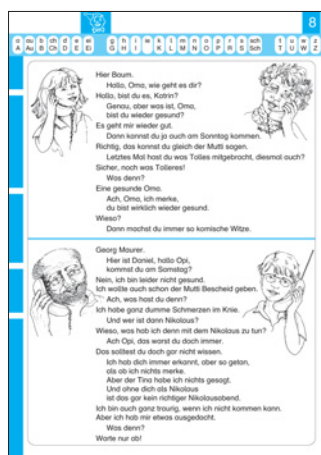 8
a au b ch d e ei g h i ie k l m n o p r s sch t u w z
A Au B Ch D E Ei G H I K L M N O P R S Sch T U W Z
Hier Baum.
Hallo, Oma, wie geht es dir?
Hallo, bist du es, Katrin?
Genau, aber was ist, Oma,
bist du wieder gesund?
Es geht mir wieder gut.
Dann kannst du ja auch am Sonntag kommen.
Richtig, das kannst du gleich der Mutti sagen.
Letztes Mal hast du was Tolles mitgebracht, diesmal auch?
Sicher, noch was Tolleres!
Was denn?
Eine gesunde Oma.
Ach, Oma, ich merke,
du bist wirklich wieder gesund.
Wieso?
Dann machst du immer so komische Witze.
Georg Maurer.
Hier ist Daniel, hallo Opi,
kommst du am Samstag?
Nein, ich bin leider nicht gesund.
Ich wollte auch schon der Mutti Bescheid geben.
Ach, was hast du denn?
Ich habe ganz dumme Schmerzen im Knie.
Und wer ist dann Nikolaus?
Wieso, was hab ich denn mit dem Nikolaus zu tun?
Ach Opi, das warst du doch immer.
Das solltest du doch gar nicht wissen.
Ich hab dich immer erkannt, aber so getan,
als ob ich nichts merke.
Aber der Tina habe ich nichts gesagt.
Und ohne dich als Nikolaus
ist das gar kein richtiger Nikolausabend.
Ich bin auch ganz traurig, wenn ich nicht kommen kann.
Aber ich hab mir etwas ausgedacht.
Was denn?
Warte nur ab!